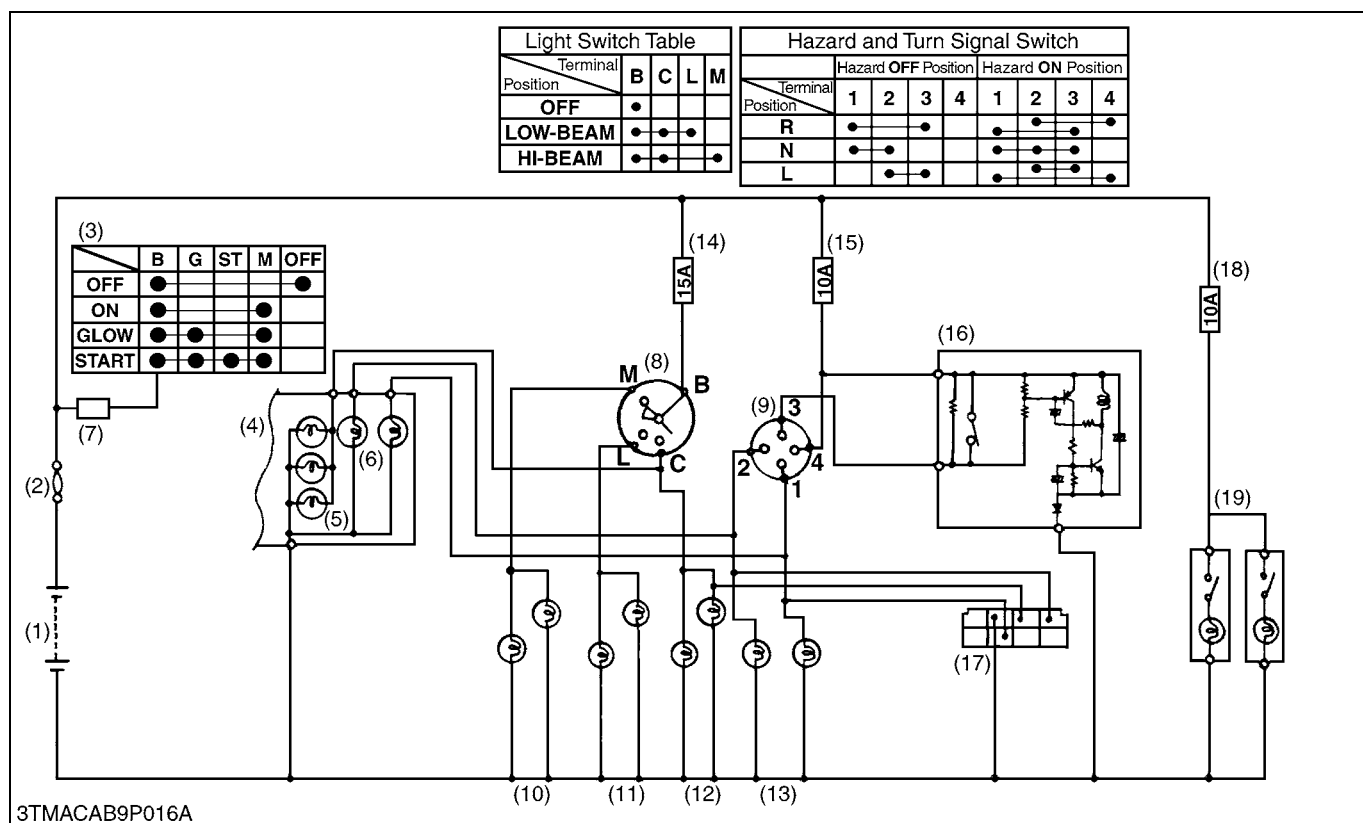 Light Switch Table
Terminal
Position
B C L M
OFF
LOW-BEAM
HI-BEAM
Hazard and Turn Signal Switch
Hazard OFF Position Hazard ON Position
Terminal
Position
1 2 3 4 1 2 3 4
R
N
L
(3)
B G ST M OFF
OFF
ON
GLOW
START
(14)
15A
(15)
10A
(18)
10A
(16)
M (8) B
L C
(9) 3
2 4
1
(7)
(4)
(6)
(5)
(2)
(1)
(19)
(17)
(10) (11) (12) (13)
3TMACAB9P016A